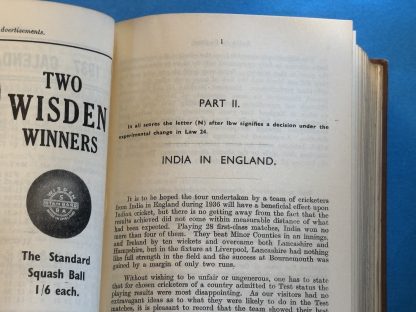 dvertisements.
TWO
WISDEN
WINNERS
WISDEN
STANDARD
The Standard
Squash Ball
1/6 each.
1
PART II.
In all scores the letter (N) after lbw signifies a decision under the
experimental change in Law 24.
INDIA IN ENGLAND.
It is to be hoped the four undertaken by a team of cricketers
from India in England during 1936 will have a beneficial effect upon
Indian cricket, but there is no getting away from the fact that the
results achieved did not come within measurable distance of what
had been expected. Playing 28 first-class matches, India won no
more than four of them. They beat Minor Counties in an innings,
and Ireland by ten wickets and overcame both Lancashire and
Hampshire, but in the fixture at Liverpool, Lancashire had nothing
like full strength in the field and the success at Bournemouth was
gained by a margin of only two runs.
Without wishing to be unfair or ungenerous, one has to state
that for chosen cricketers of a country admitted to Test status the
playing results were most disappointing. As our visitors had no
extravagant ideas as to what they were likely to do in the Test
matches, it is pleasant to record that the team showed their best